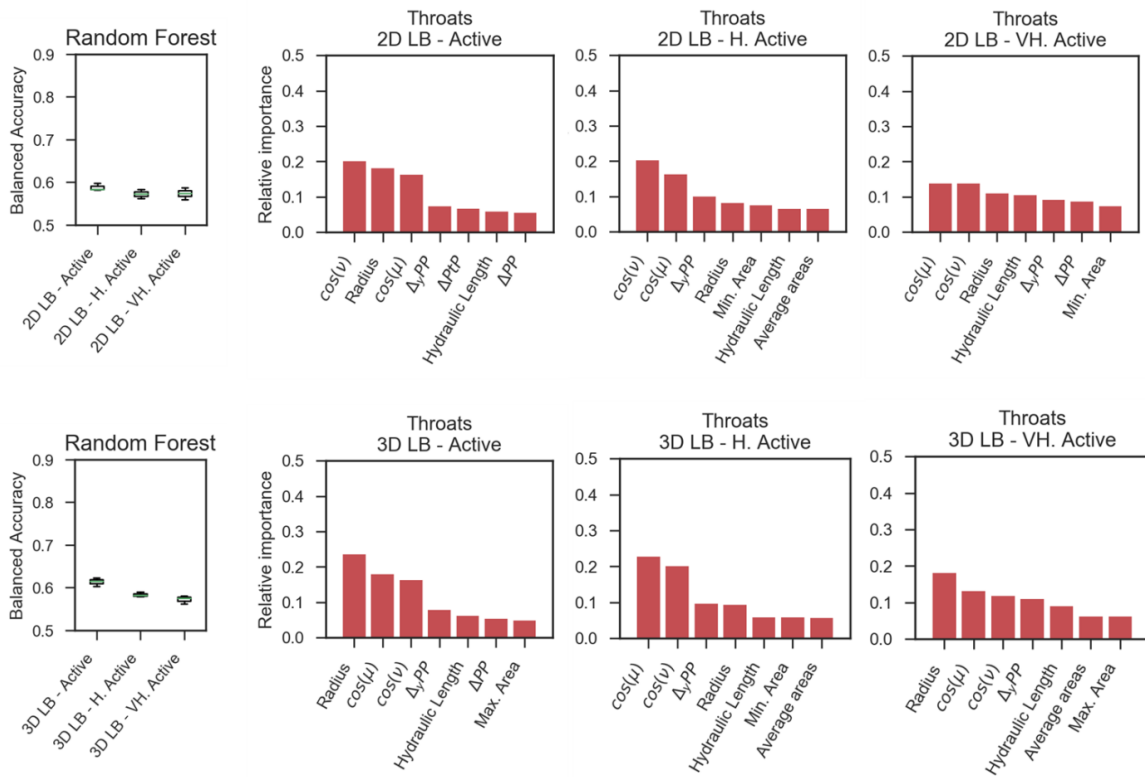 Random Forest
Balanced Accuracy
0.9
0.8
0.7
0.6
0.5
2D LB - Active
2D LB - H. Active
2D LB - VH. Active
Throats
2D LB - Active
Relative importance
0.5
0.4
0.3
0.2
0.1
0.0
cos(ν)
Radius
cos(μ)
ΔyPP
ΔPtP
Hydraulic Length
ΔPP
Throats
2D LB - H. Active
0.5
0.4
0.3
0.2
0.1
0.0
cos(ν)
cos(μ)
ΔyPP
Radius
Min. Area
Hydraulic Length
Average areas
Throats
2D LB - VH. Active
0.5
0.4
0.3
0.2
0.1
0.0
cos(μ)
cos(ν)
Radius
Hydraulic Length
ΔyPP
ΔPP
Min. Area
Random Forest
Balanced Accuracy
0.9
0.8
0.7
0.6
0.5
3D LB - Active
3D LB - H. Active
3D LB - VH. Active
Throats
3D LB - Active
Relative importance
0.5
0.4
0.3
0.2
0.1
0.0
Radius
cos(μ)
cos(ν)
ΔyPP
Hydraulic Length
ΔPP
Max. Area
Throats
3D LB - H. Active
0.5
0.4
0.3
0.2
0.1
0.0
cos(μ)
cos(ν)
ΔyPP
Radius
Hydraulic Length
Min. Area
Average areas
Throats
3D LB - VH. Active
0.5
0.4
0.3
0.2
0.1
0.0
Radius
cos(μ)
cos(ν)
ΔyPP
Hydraulic Length
Average areas
Max. Area